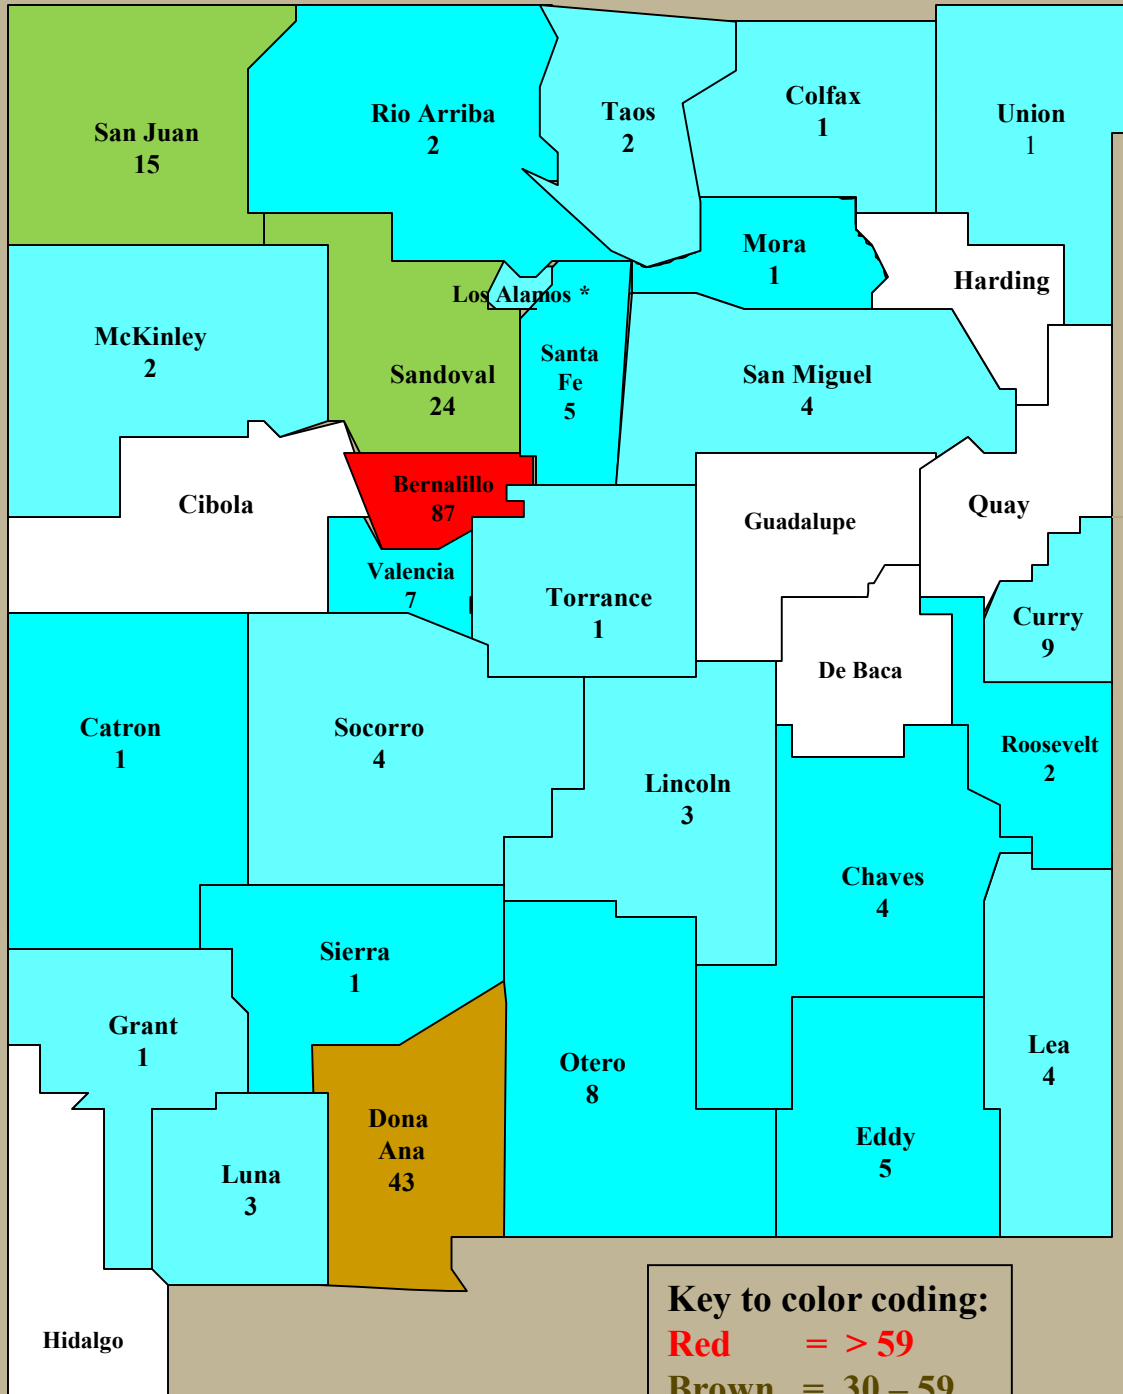 San Juan
15
Rio Arriba
2
Taos
2
Colfax
1
Union
1
Mora
1
Harding
Los Alamos *
McKinley
2
Sandoval
24
Santa
Fe
5
San Miguel
4
Cibola
Bernalillo
87
Guadalupe
Quay
Valencia
7
Torrance
1
Curry
9
De Baca
Catron
1
Socorro
4
Roosevelt
2
Lincoln
3
Chaves
4
Sierra
1
Grant
1
Otero
8
Lea
4
Dona
Ana
43
Eddy
5
Luna
3
Hidalgo
Key to color coding:
Red = > 59
Brown = 30 – 59